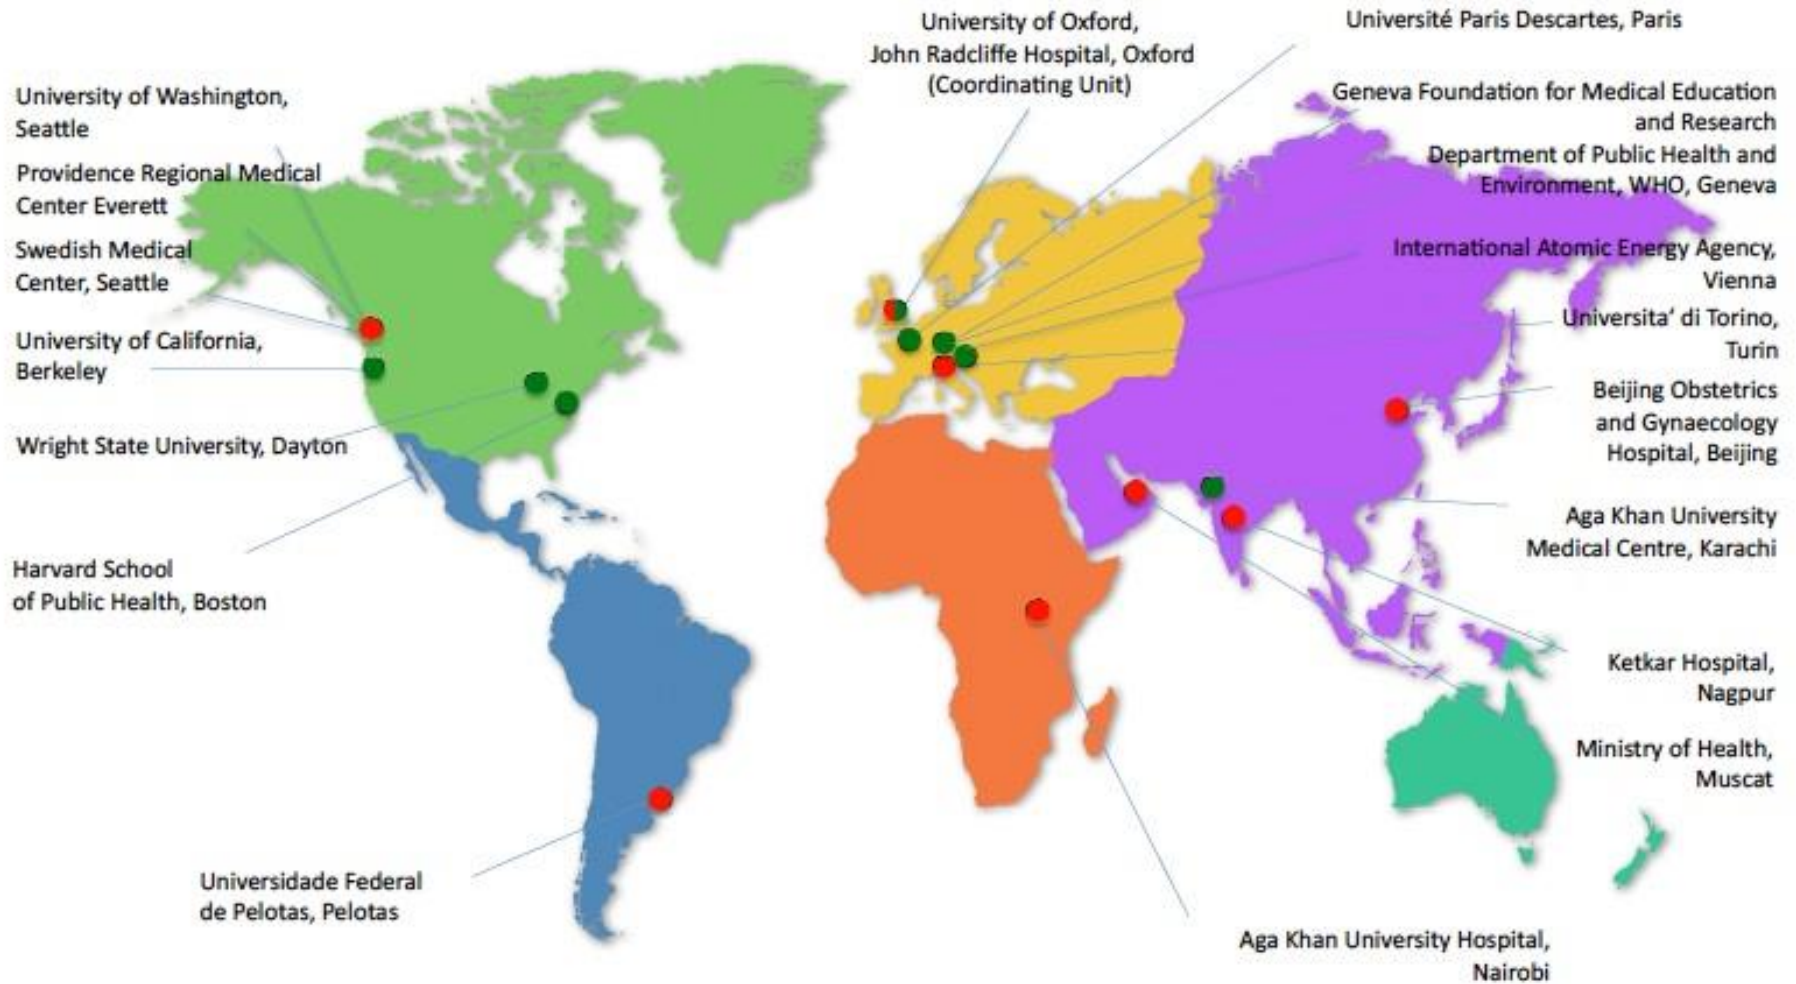 University of Washington,
Seattle
Providence Regional Medical
Center Everett
Swedish Medical
Center, Seattle
University of California,
Berkeley
Wright State University, Dayton
Harvard School
of Public Health, Boston
Universidade Federal
de Pelotas, Pelotas
University of Oxford,
John Radcliffe Hospital, Oxford
(Coordinating Unit)
Université Paris Descartes, Paris
Geneva Foundation for Medical Education
and Research
Department of Public Health and
Environment, WHO, Geneva
International Atomic Energy Agency,
Vienna
Universita‘ di Torino,
Turin
Beijing Obstetrics
and Gynaecology
Hospital, Beijing
Aga Khan University
Medical Centre, Karachi
Ketkar Hospital,
Nagpur
Ministry of Health,
Muscat
Aga Khan University Hospital,
Nairobi